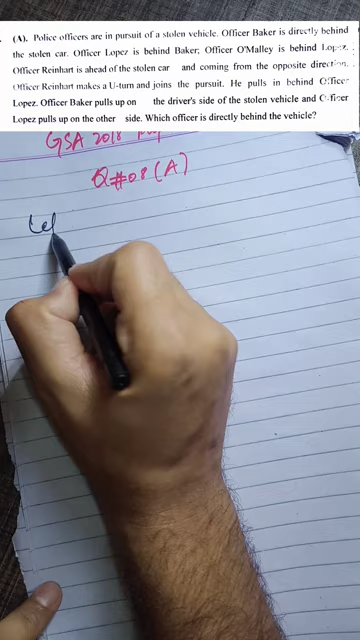 (A). Police officers are in pursuit of a stolen vehicle. Officer Baker is directly behind
the stolen car. Officer Lopez is behind Baker; Officer O'Malley is behind Lopez.
Officer Reinhart is ahead of the stolen car and coming from the opposite direction.
Officer Reinhart makes a U-turn and joins the pursuit. He pulls in behind Officer
Lopez. Officer Baker pulls up on the driver's side of the stolen vehicle and Officer
Lopez pulls up on the other side. Which officer is directly behind the vehicle?
GSA 2018
Q#08 (A)